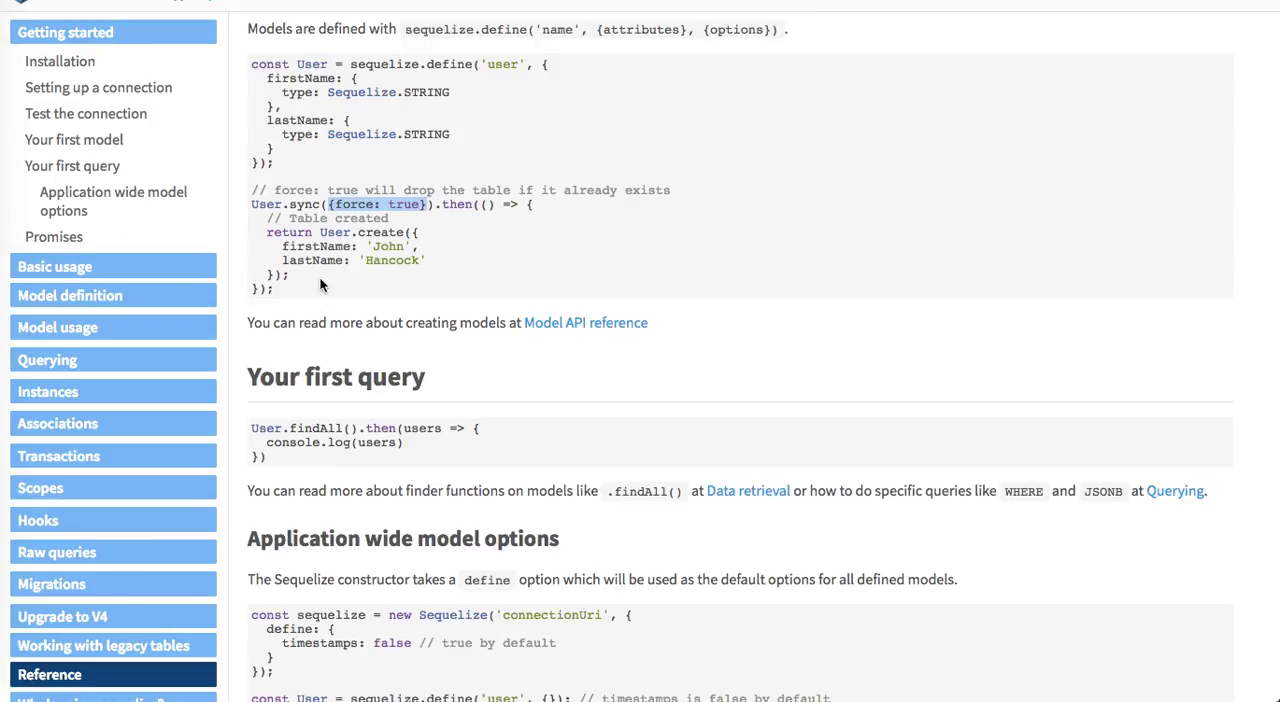 Getting started
Installation
Setting up a connection
Test the connection
Your first model
Your first query
Application wide model
options
Promises
Basic usage
Model definition
Model usage
Querying
Instances
Associations
Transactions
Scopes
Hooks
Raw queries
Migrations
Upgrade to V4
Working with legacy tables
Reference
Models are defined with sequelize.define('name', {attributes}, {options}) .
const User = sequelize.define('user', {
  firstName: {
    type: Sequelize.STRING
  },
  lastName: {
    type: Sequelize.STRING
  }
});
// force: true will drop the table if it already exists
User.sync({force: true}).then(() => {
  // Table created
  return User.create({
    firstName: 'John',
    lastName: 'Hancock'
  });
});
You can read more about creating models at Model API reference
Your first query
User.findAll().then(users => {
  console.log(users)
})
You can read more about finder functions on models like .findAll() at Data retrieval or how to do specific queries like WHERE and JSONB at Querying.
Application wide model options
The Sequelize constructor takes a define option which will be used as the default options for all defined models.
const sequelize = new Sequelize('connectionUri', {
  define: {
    timestamps: false // true by default
  }
});
const User = sequelize.define('user', {}); // timestamps is false by default